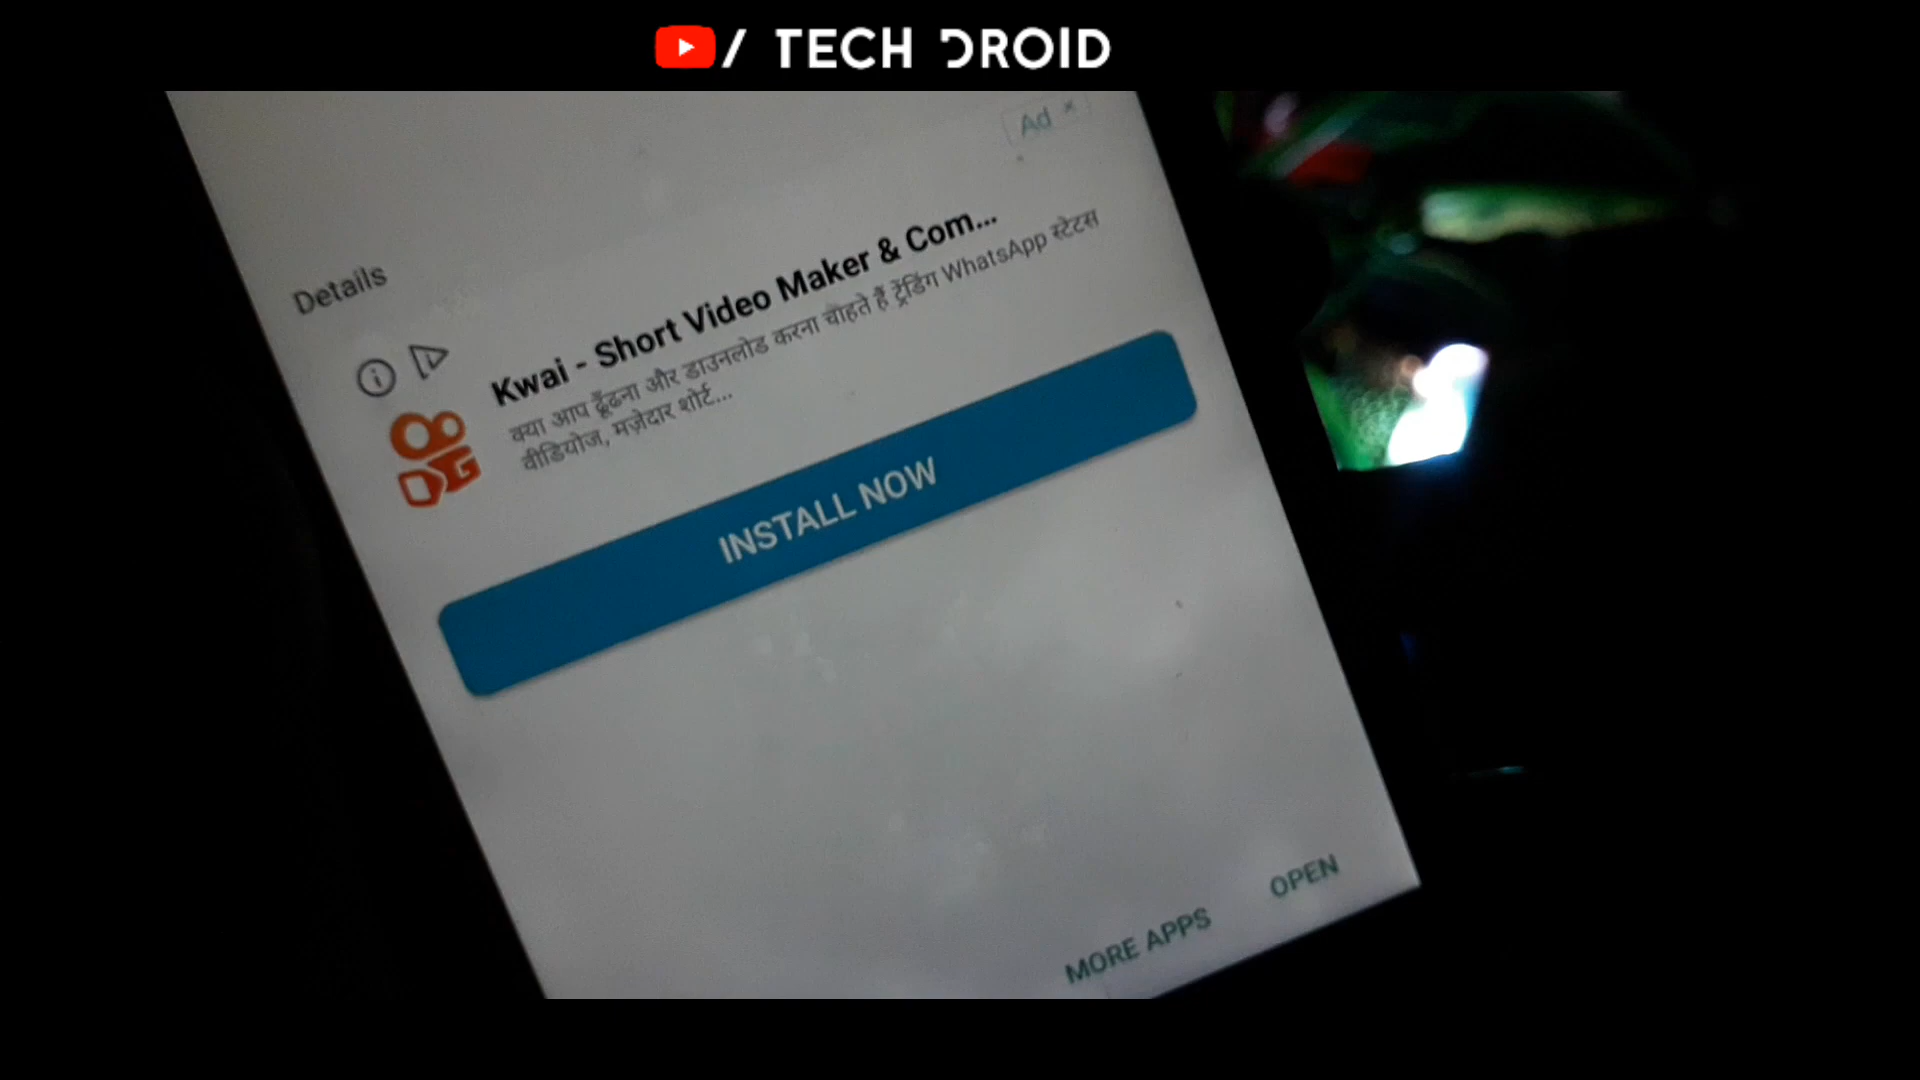 / TECH DROID
Ad
Details
Kwai - Short Video Maker & Com...
क्या आप ढूँढना और डाउनलोड करना चाहते हैं ट्रेंडिंग WhatsApp स्टेटस
वीडियोज, मज़ेदार शोर्ट...
INSTALL NOW
MORE APPS OPEN